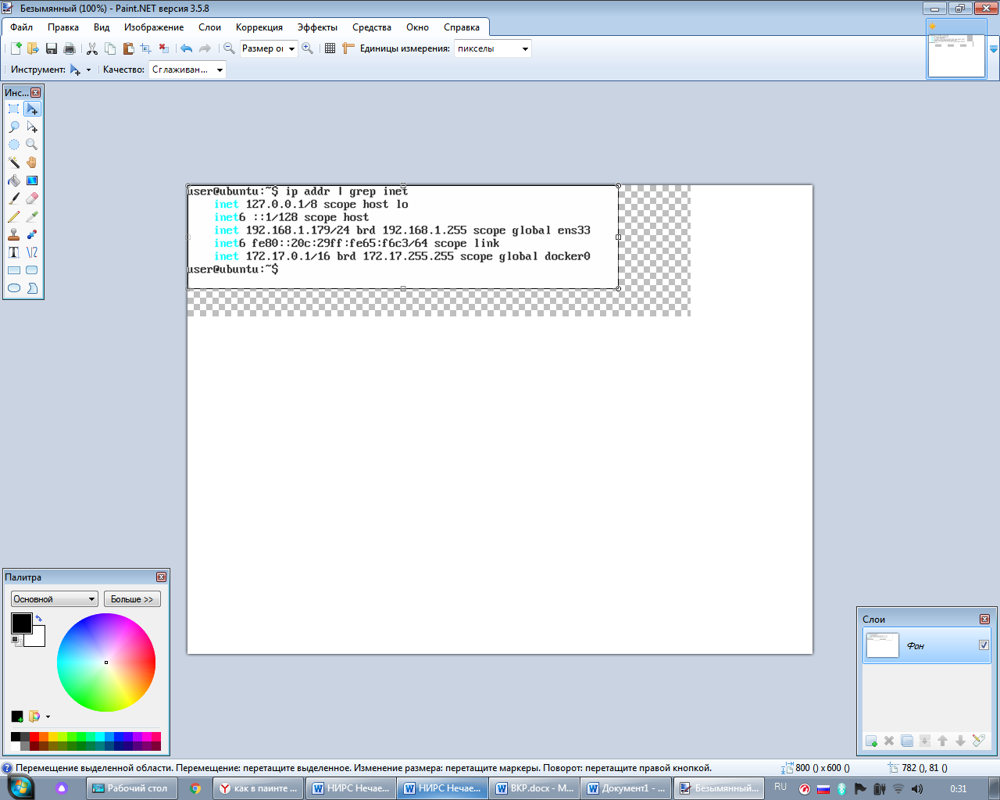 Безымянный (100%) - Paint.NET версия 3.5.8
Файл Правка Вид Изображение Слои Коррекция Эффекты Средства Окно Справка
Размер ог Единицы измерения: пикселы
Инструмент: Качество: Сглаживан...
Инс...
user@ubuntu:~$ ip addr | grep inet
inet 127.0.0.1/8 scope host lo
inet6 ::1/128 scope host
inet 192.168.1.179/24 brd 192.168.1.255 scope global ens33
inet6 fe80::20c:29ff:fe65:f6c3/64 scope link
inet 172.17.0.1/16 brd 172.17.255.255 scope global docker0
user@ubuntu:~$
Палитра
Основной Больше >>
Слои
Фон
Перемещение выделенной области. Перемещение: перетащите выделенное. Изменение размера: перетащите маркеры. Поворот: перетащите правой кнопкой. 800 () x 600 () 782 (), 81 ()
Рабочий стол как в паинте ... НИРС Нечае... НИРС Нечае... ВКР.docx - M... Документ1 - ... Безымянный... RU 0:31